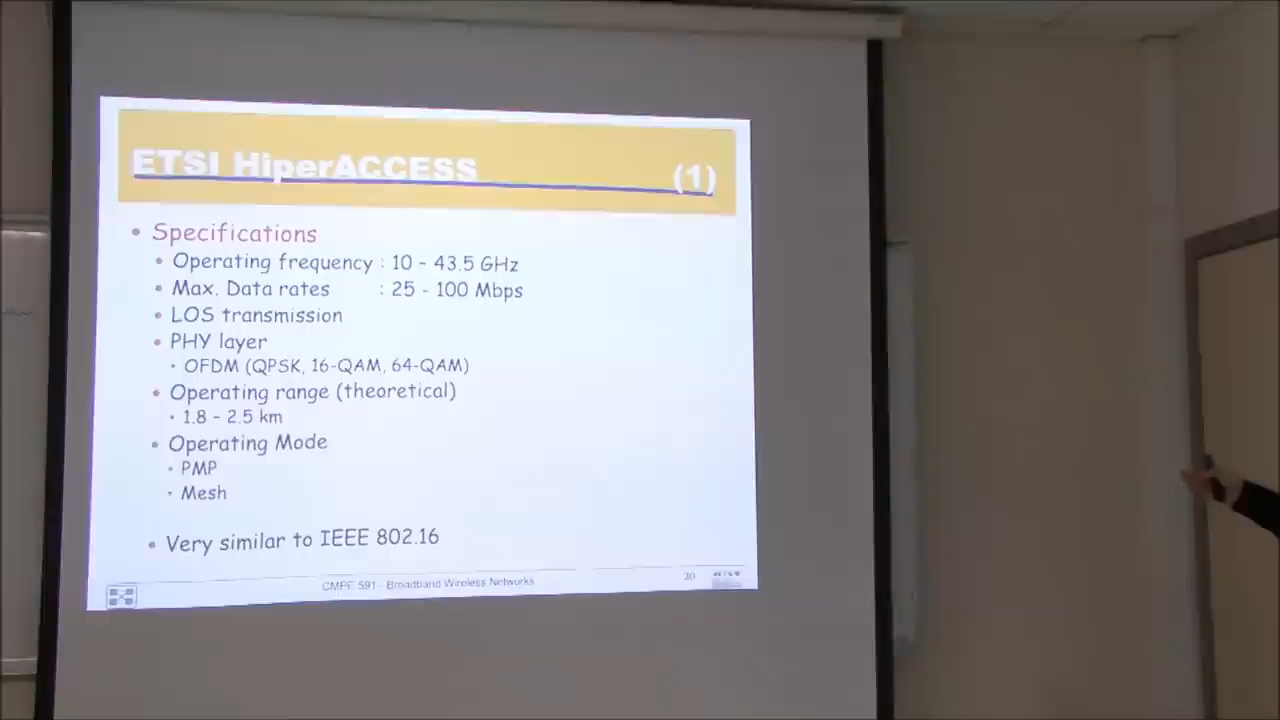 ETSI HiperACCESS (1)
• Specifications
• Operating frequency : 10 – 43.5 GHz
• Max. Data rates : 25 - 100 Mbps
• LOS transmission
• PHY layer
• OFDM (QPSK, 16-QAM, 64-QAM)
• Operating range (theoretical)
• 1.8 – 2.5 km
• Operating Mode
• PMP
• Mesh
• Very similar to IEEE 802.16
CMPE 591 - Broadband Wireless Networks 30